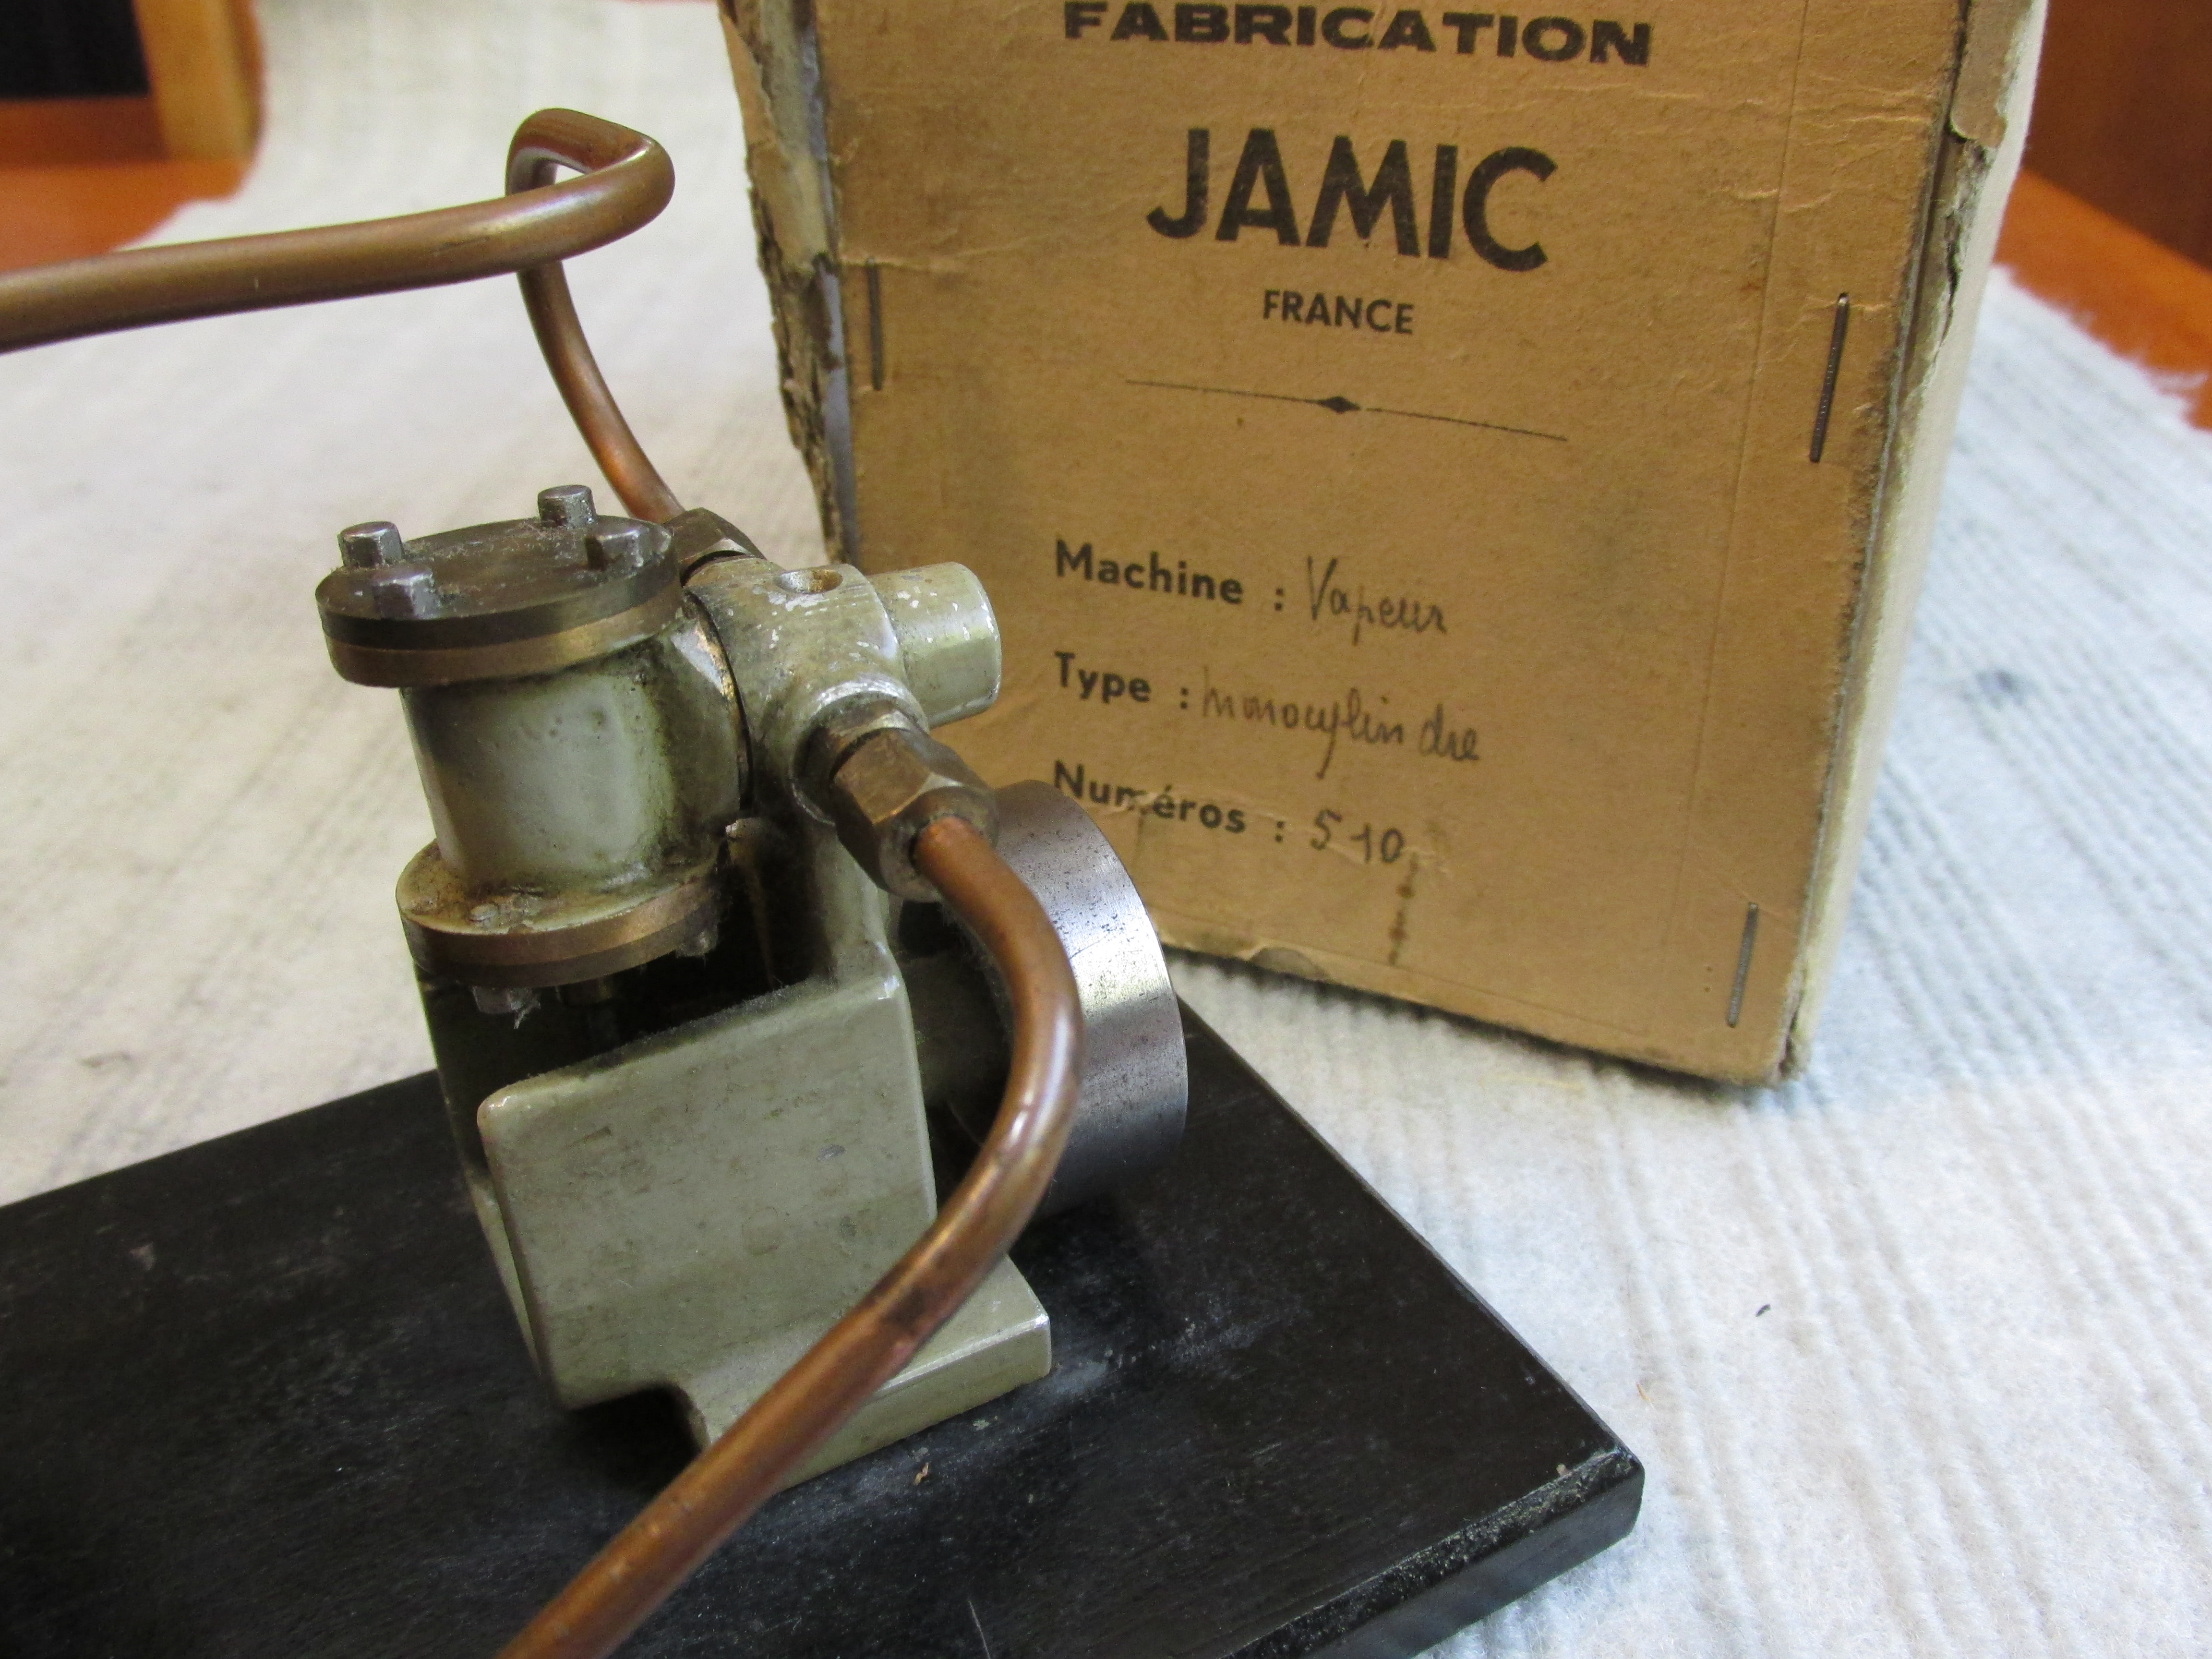 FABRICATION
JAMIC
FRANCE
Machine : Vapeur
Type : monocylindre
Numéros : 510